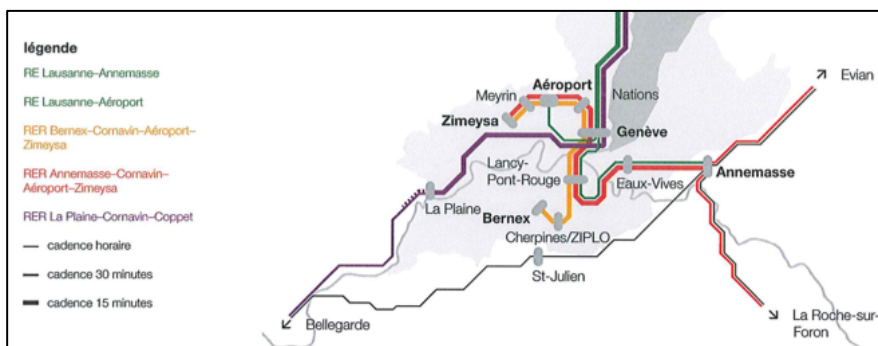 légende
RE Lausanne–Annemasse
RE Lausanne–Aéroport
RER Bernex–Cornavin–Aéroport–
Zimeysa
RER Annemasse–Cornavin–
Aéroport–Zimeysa
RER La Plaine–Cornavin–Coppet
cadence horaire
cadence 30 minutes
cadence 15 minutes
Evian
Aéroport
Meyrin
Nations
Zimeysa
Genève
Lancy-
Pont-Rouge
Annemasse
Eaux-Vives
La Plaine
Bernex
Cherpines/ZIPLO
St-Julien
Bellegarde
La Roche-sur-
Foron